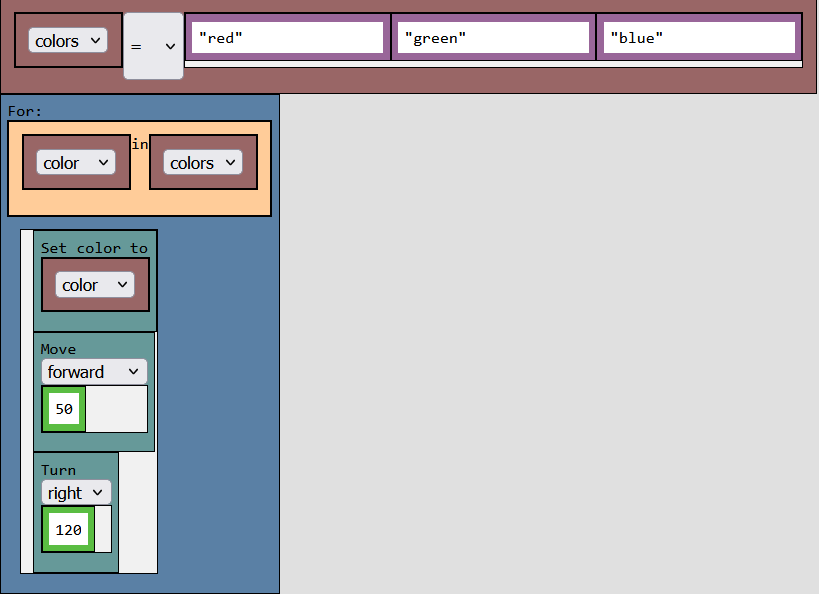 colors = "red" "green" "blue"
For:
color in colors
Set color to
color
Move
forward
50
Turn
right
120